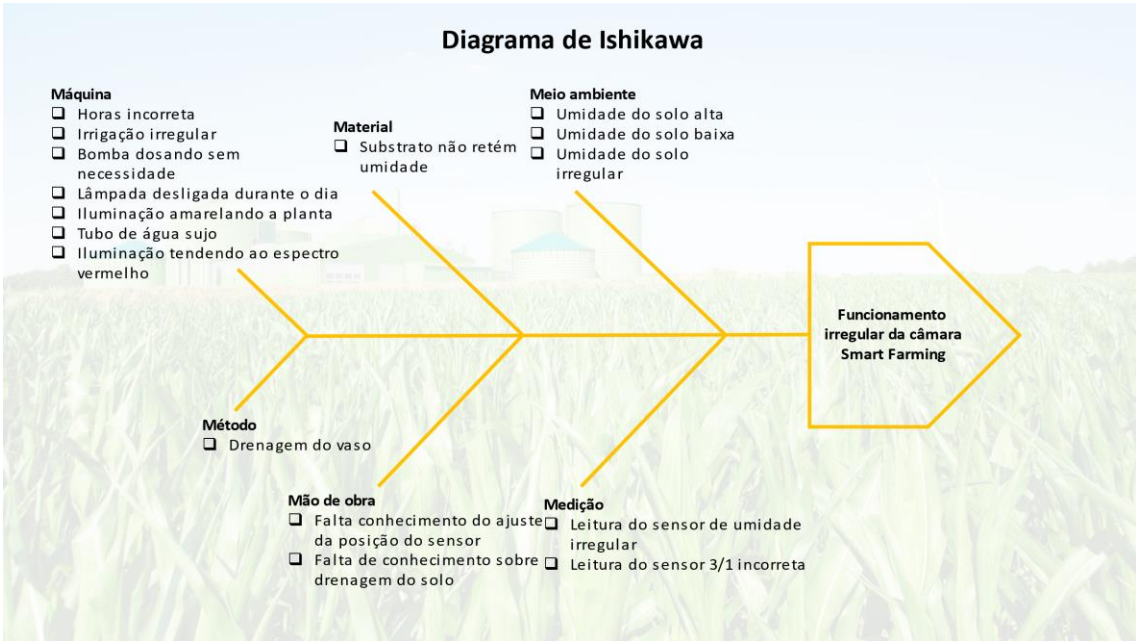 Diagrama de Ishikawa
Máquina
Horas incorreta
Irrigação irregular
Bomba dosando sem
necessidade
Lâmpada desligada durante o dia
Iluminação amarelando a planta
Tubo de água sujo
Iluminação tendendo ao espectro
vermelho
Material
Substrato não retém
umidade
Meio ambiente
Umidade do solo alta
Umidade do solo baixa
Umidade do solo
irregular
Funcionamento
irregular da câmara
Smart Farming
Método
Drenagem do vaso
Mão de obra
Falta conhecimento do ajuste
da posição do sensor
Falta de conhecimento sobre
drenagem do solo
Medição
Leitura do sensor de umidade
irregular
Leitura do sensor 3/1 incorreta